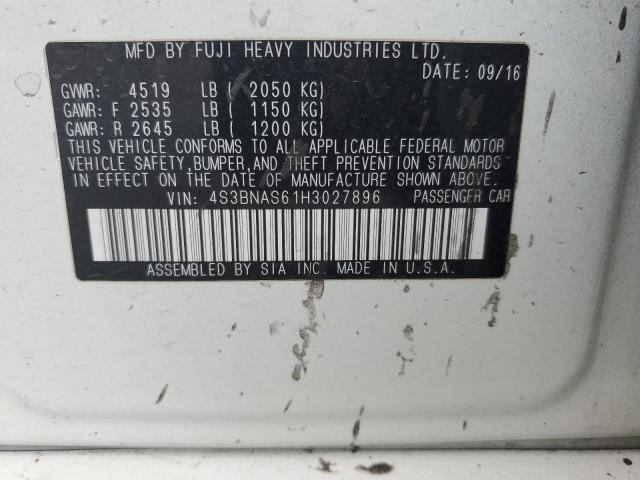 MFD BY FUJI HEAVY INDUSTRIES LTD.
DATE: 09/16
GVWR: 4519 LB ( 2050 KG)
GAWR: F 2535 LB ( 1150 KG)
GAWR: R 2645 LB ( 1200 KG)
THIS VEHICLE CONFORMS TO ALL APPLICABLE FEDERAL MOTOR
VEHICLE SAFETY,BUMPER,AND THEFT PREVENTION STANDARDS
IN EFFECT ON THE DATE OF MANUFACTURE SHOWN ABOVE.
VIN: 4S3BNAS61H3027896 PASSENGER CAR
ASSEMBLED BY SIA INC. MADE IN U.S.A.